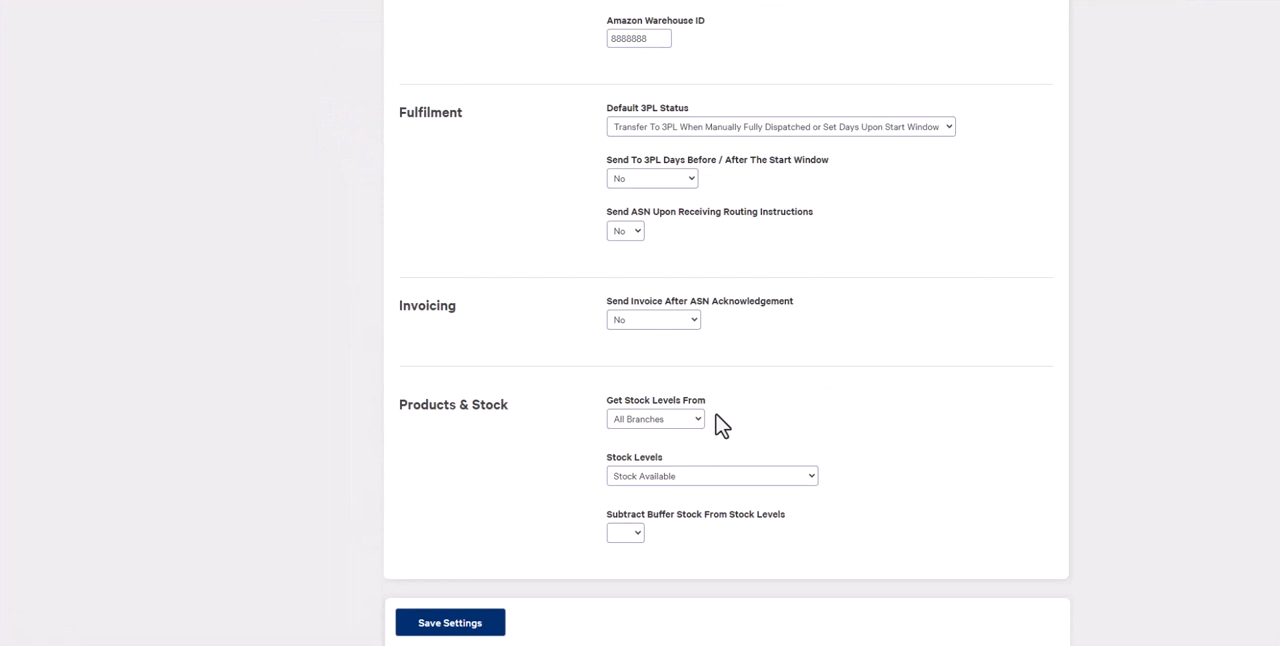 Amazon Warehouse ID
8888888
Fulfilment
Default 3PL Status
Transfer To 3PL When Manually Fully Dispatched or Set Days Upon Start Window
Send To 3PL Days Before / After The Start Window
No
Send ASN Upon Receiving Routing Instructions
No
Invoicing
Send Invoice After ASN Acknowledgement
No
Products & Stock
Get Stock Levels From
All Branches
Stock Levels
Stock Available
Subtract Buffer Stock From Stock Levels
Save Settings